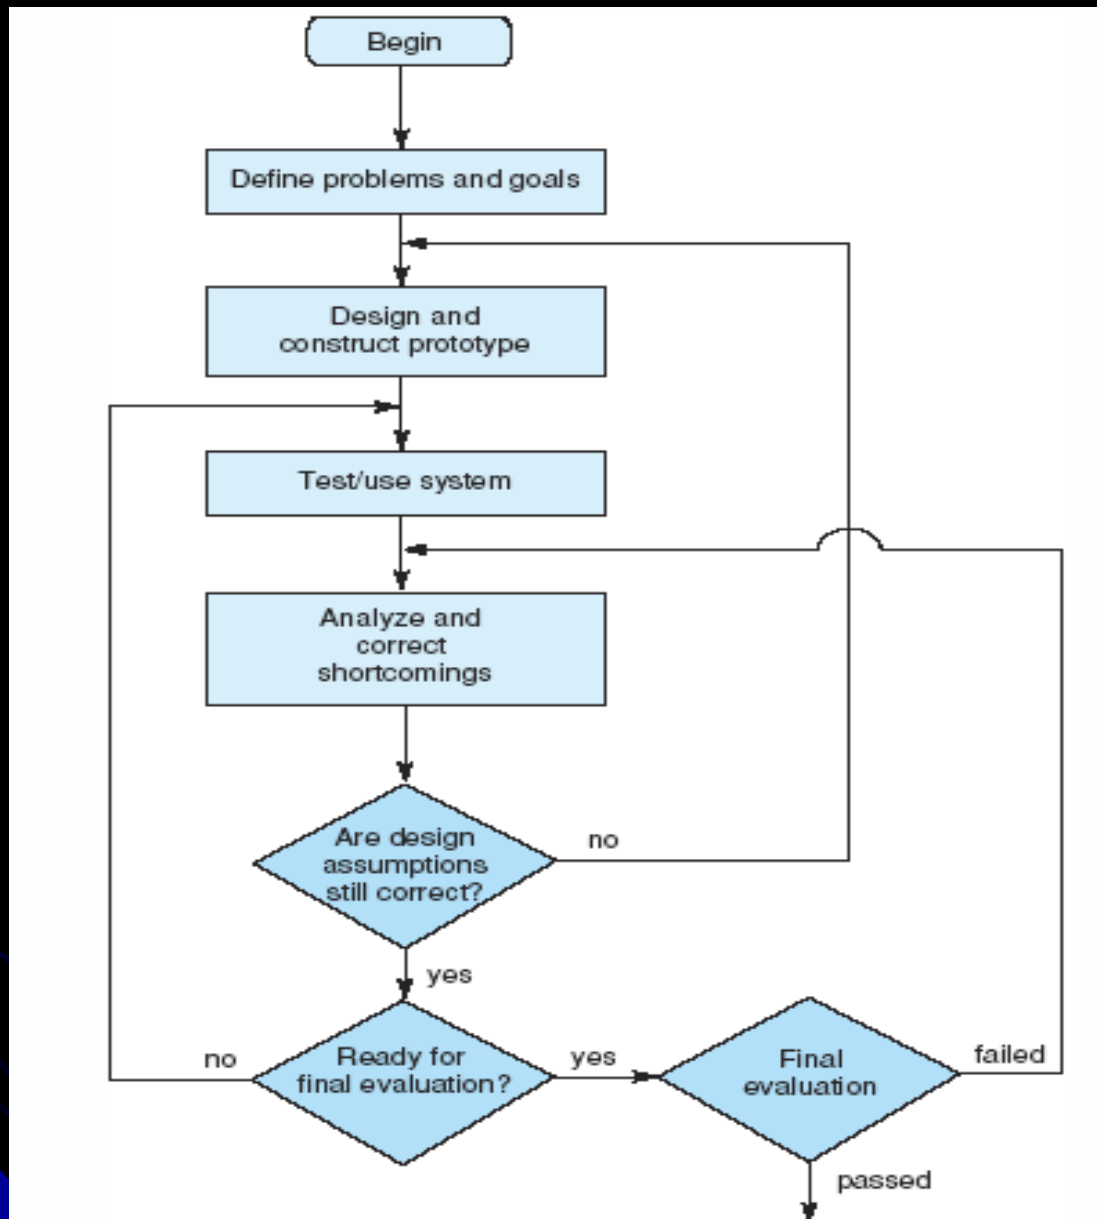 Begin
Define problems and goals
Design and
construct prototype
Test/use system
Analyze and
correct
shortcomings
Are design
assumptions
still correct?
no
yes
Ready for
final evaluation?
no
yes
Final
evaluation
failed
passed